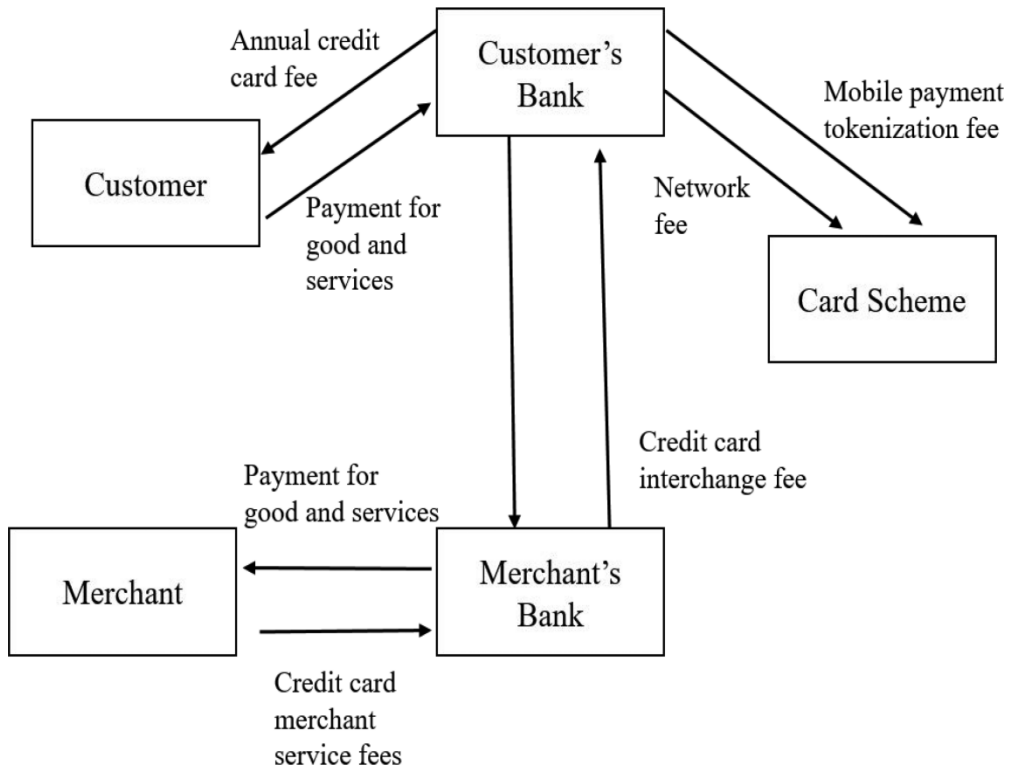 Annual credit
card fee
Customer's
Bank
Mobile payment
tokenization fee
Customer
Payment for
good and
services
Network
fee
Card Scheme
Credit card
interchange fee
Payment for
good and services
Merchant
Merchant's
Bank
Credit card
merchant
service fees